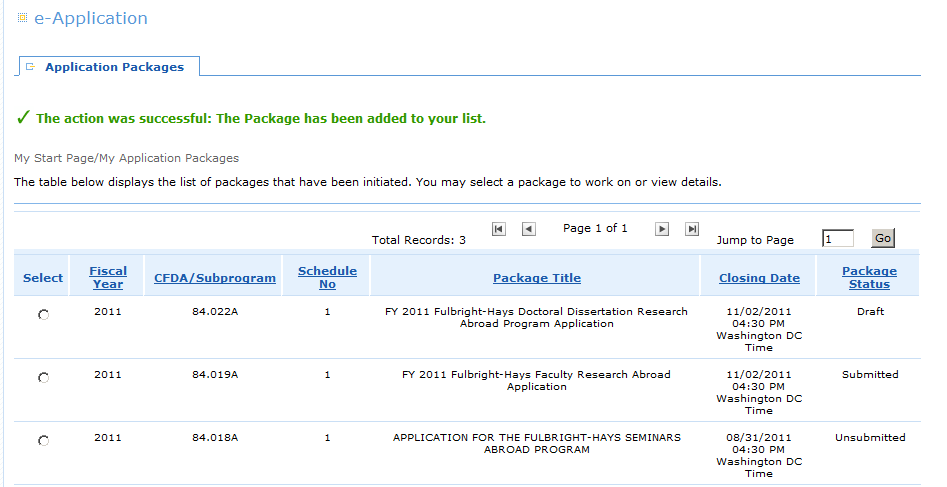 e-Application
Application Packages
✓ The action was successful: The Package has been added to your list.
My Start Page/My Application Packages
The table below displays the list of packages that have been initiated. You may select a package to work on or view details.
Total Records: 3 Page 1 of 1 Jump to Page 1 Go
Select Fiscal Year CFDA/Subprogram Schedule No Package Title Closing Date Package Status
2011 84.022A 1 FY 2011 Fulbright-Hays Doctoral Dissertation Research 11/02/2011 Draft
Abroad Program Application 04:30 PM
Washington DC
Time
2011 84.019A 1 FY 2011 Fulbright-Hays Faculty Research Abroad 11/02/2011 Submitted
Application 04:30 PM
Washington DC
Time
2011 84.018A 1 APPLICATION FOR THE FULBRIGHT-HAYS SEMINARS 08/31/2011 Unsubmitted
ABROAD PROGRAM 04:30 PM
Washington DC
Time